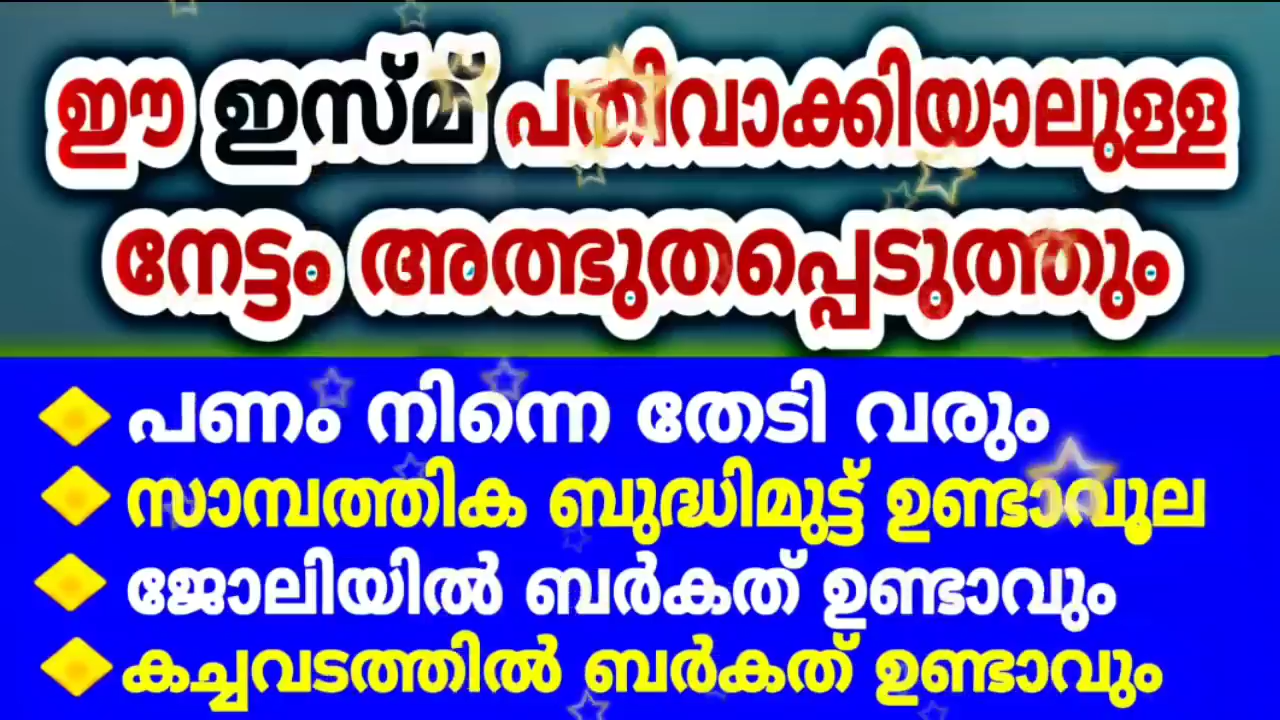 ഈ ഇസ്മ് പതിവാക്കിയാലുള്ള
നേട്ടം അത്ഭുതപ്പെടുത്തും
പണം നിന്നെ തേടി വരും
സാമ്പത്തിക ബുദ്ധിമുട്ട് ഉണ്ടാവൂല
ജോലിയിൽ ബർകത് ഉണ്ടാവും
കച്ചവടത്തിൽ ബർകത് ഉണ്ടാവും